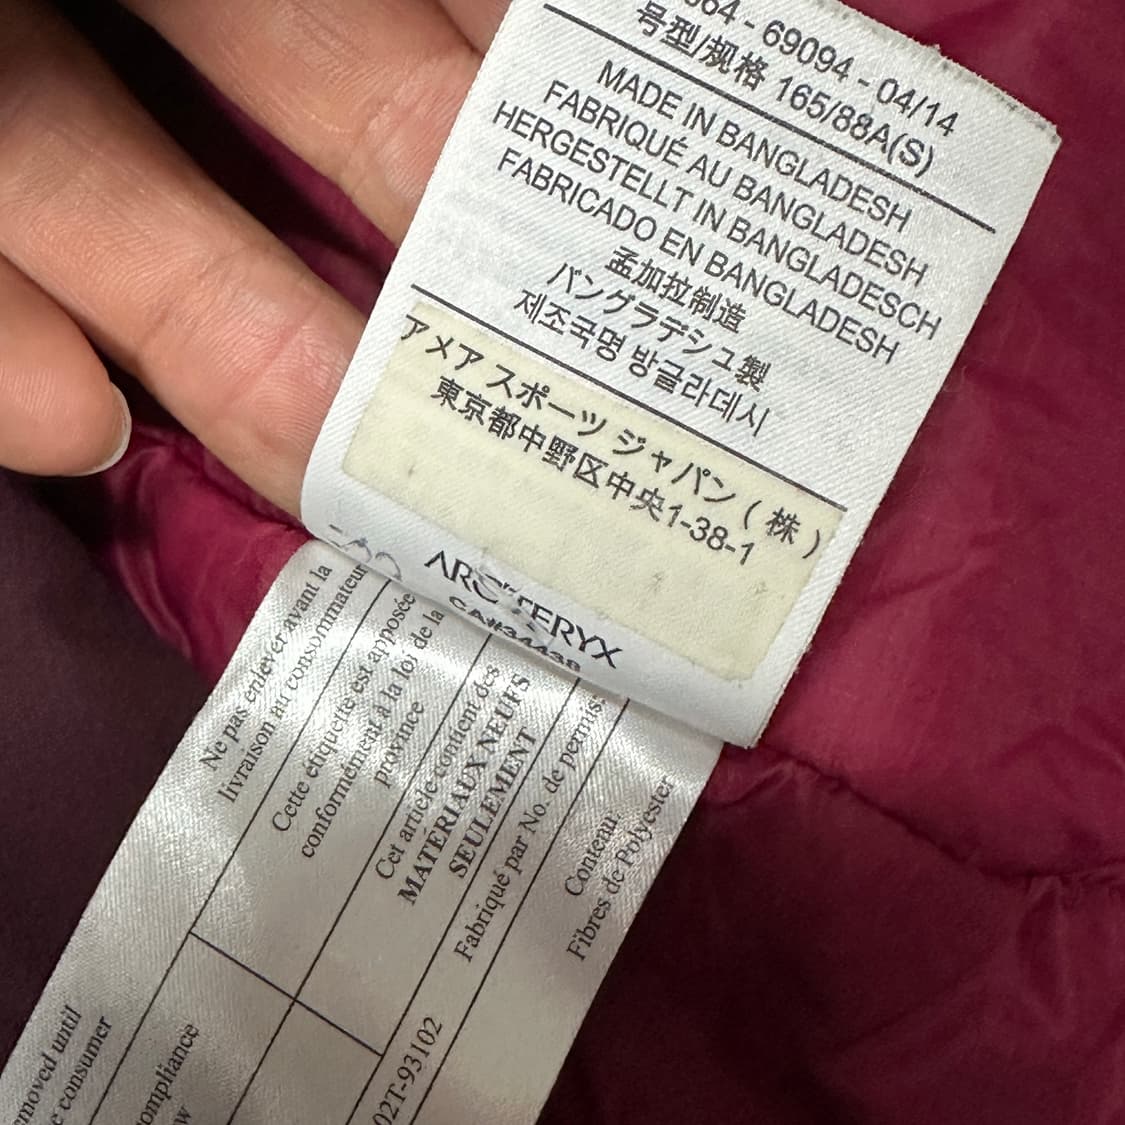 69094 - 04/14
号型/规格 165/88A(S)
MADE IN BANGLADESH
FABRIQUÉ AU BANGLADESH
HERGESTELLT IN BANGLADESCH
FABRICADO EN BANGLADESH
孟加拉制造
バングラデシュ製
제조국명 방글라데시
アメア スポーツ ジャパン ( 株 )
東京都中野区中央1-38-1
ARC'TERYX
CA#34438
Ne pas enlever avant la
livraison au consommateur
Cette étiquette est apposée
conformément à la loi de la
province
Cet article contient des
MATERIAUX NEUFS
SEULEMENT
Fabriqué par No. de permis:
Conteau:
Fibres de Polyester
until
consumer
02T-93102